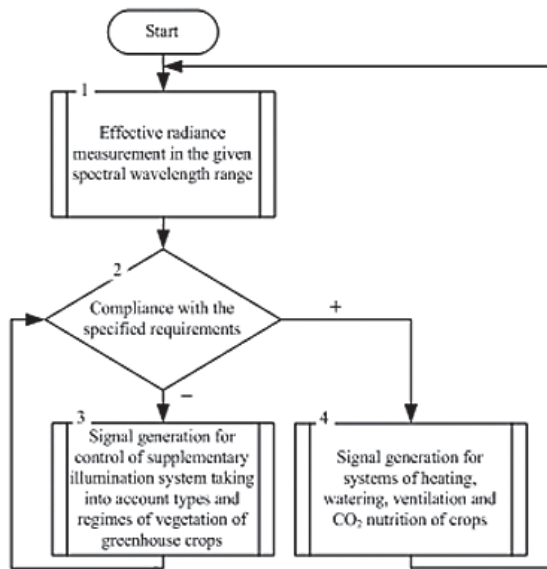 Start
1
Effective radiance
measurement in the given
spectral wavelength range
2
Compliance with the
specified requirements
+
−
3
Signal generation for
control of supplementary
illumination system taking
into account types and
regimes of vegetation of
greenhouse crops
4
Signal generation for
systems of heating,
watering, ventilation and
CO₂ nutrition of crops